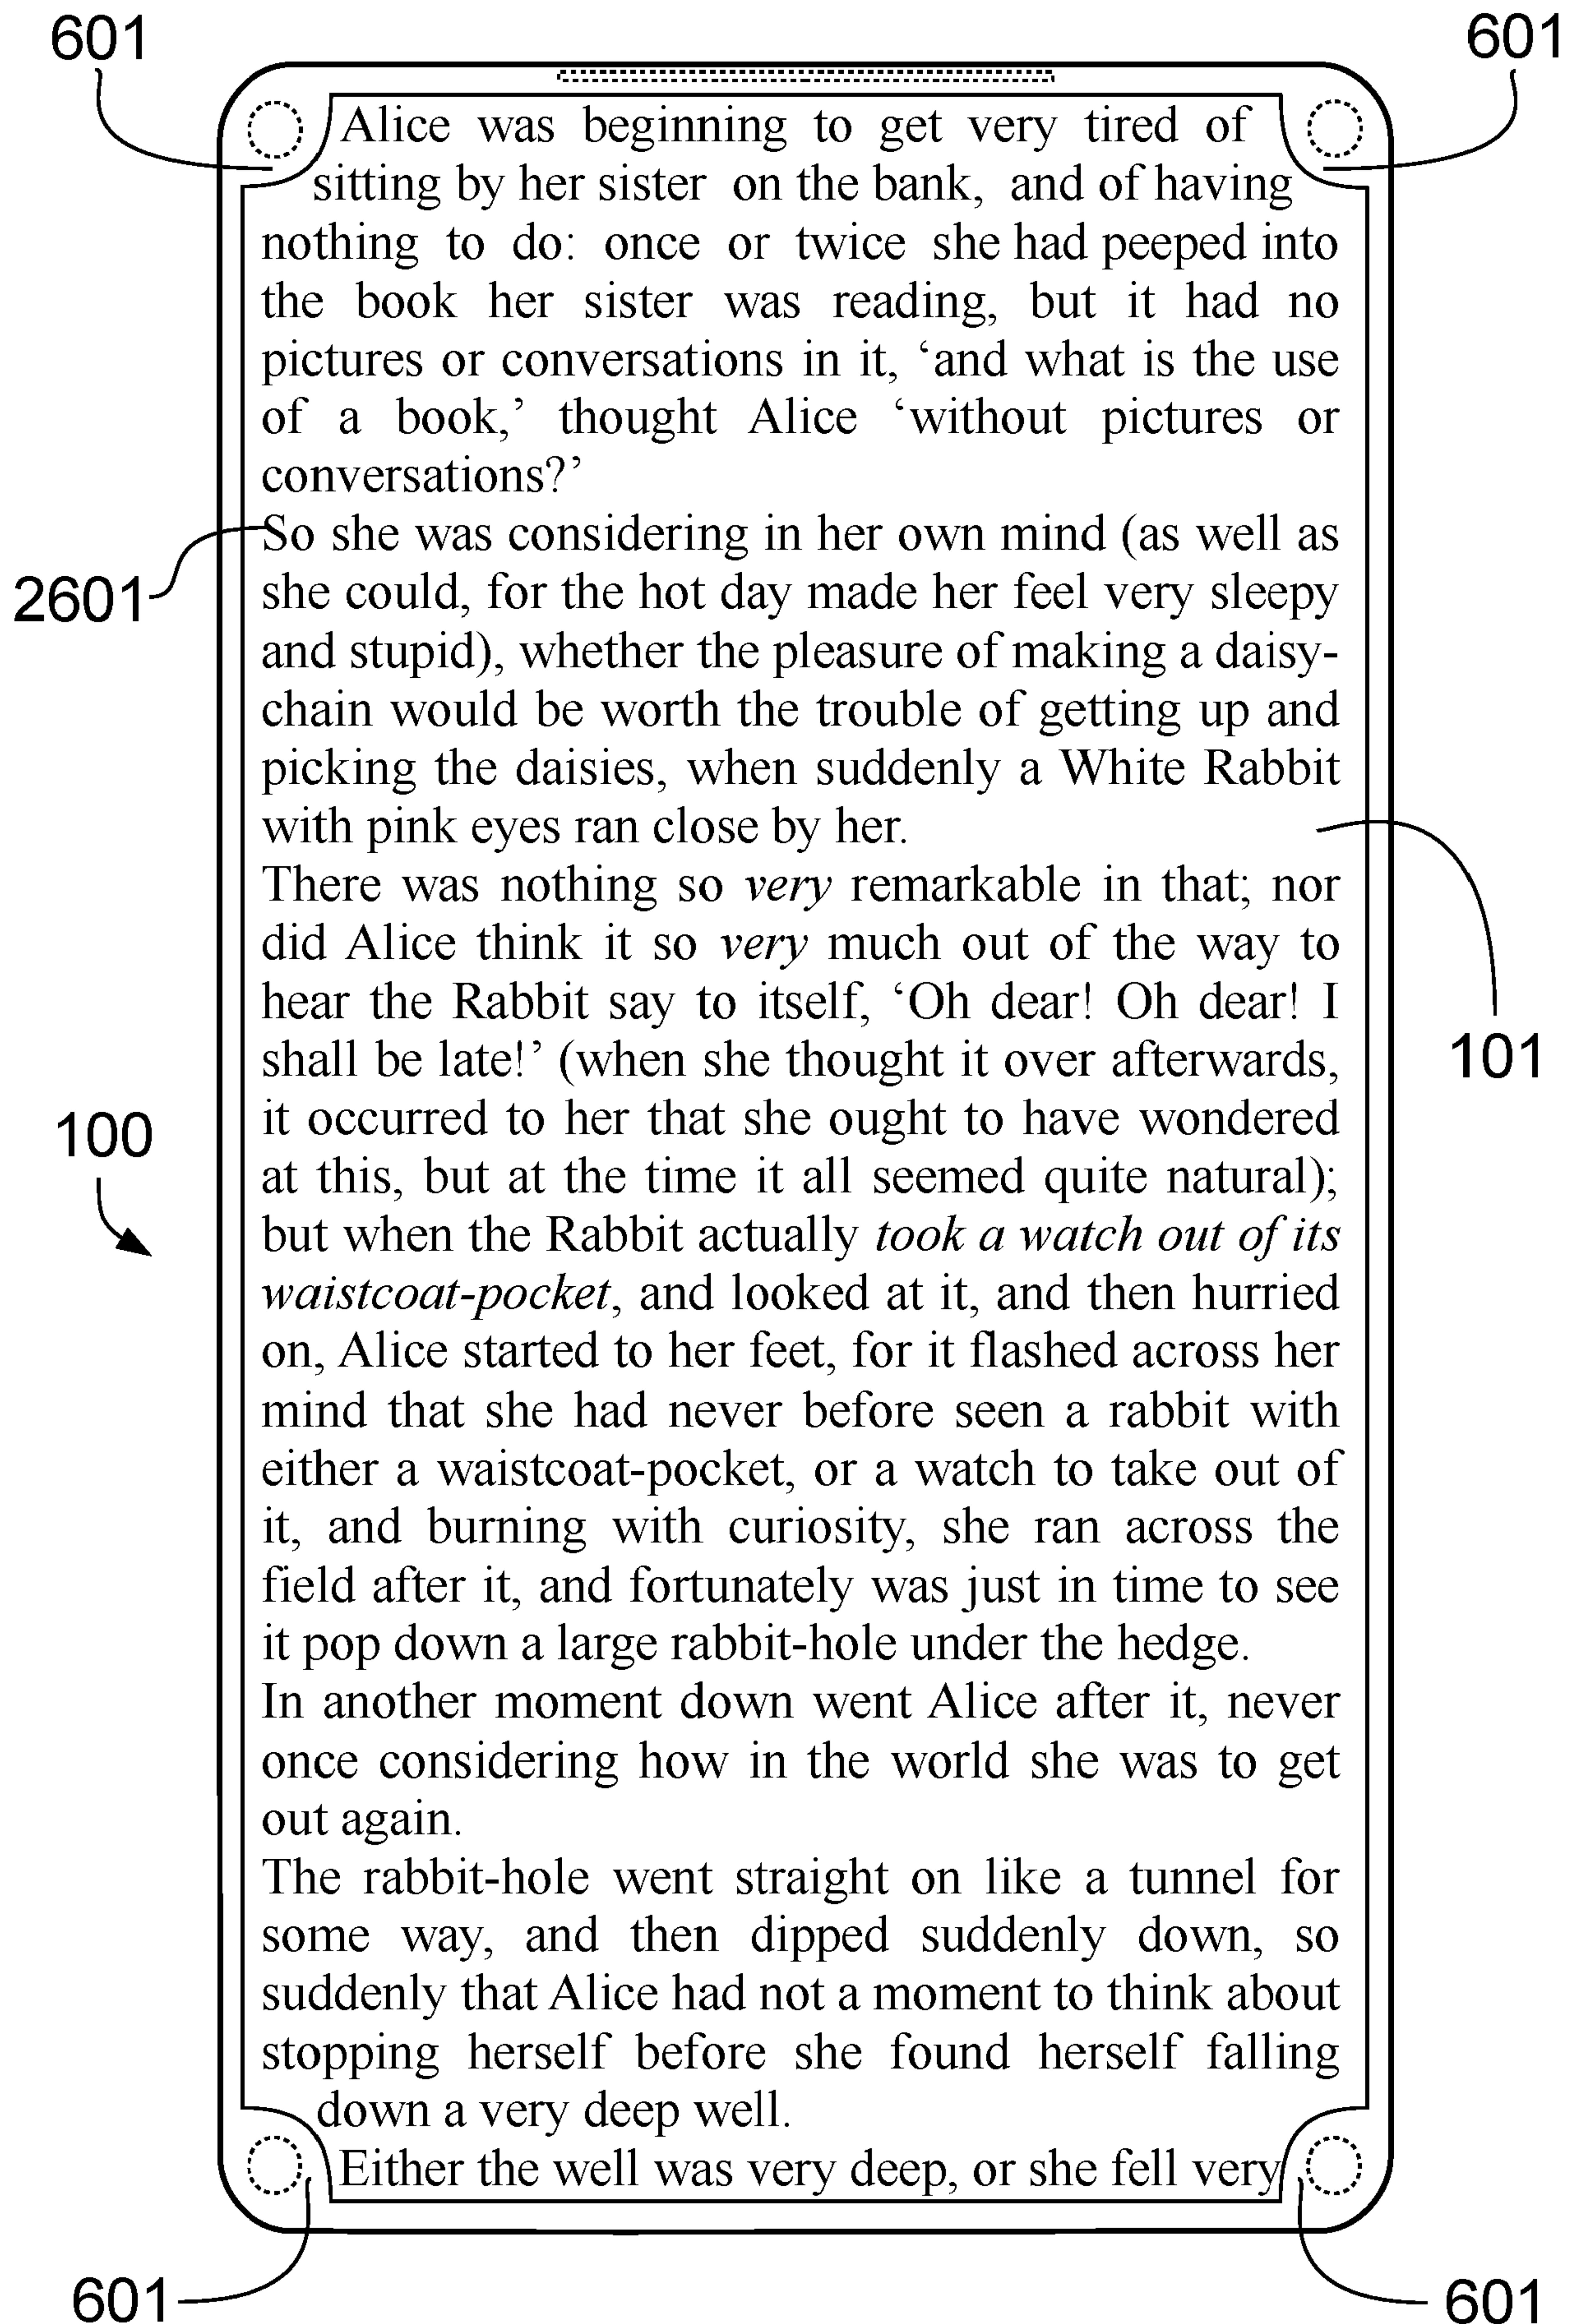 601
601
Alice was beginning to get very tired of
sitting by her sister on the bank, and of having
nothing to do: once or twice she had peeped into
the book her sister was reading, but it had no
pictures or conversations in it, ‘and what is the use
of a book,’ thought Alice ‘without pictures or
conversations?’
So she was considering in her own mind (as well as
2601
she could, for the hot day made her feel very sleepy
and stupid), whether the pleasure of making a daisy-
chain would be worth the trouble of getting up and
picking the daisies, when suddenly a White Rabbit
with pink eyes ran close by her.
There was nothing so very remarkable in that; nor
did Alice think it so very much out of the way to
hear the Rabbit say to itself, ‘Oh dear! Oh dear! I
shall be late!’ (when she thought it over afterwards,
101
it occurred to her that she ought to have wondered
100
at this, but at the time it all seemed quite natural);
but when the Rabbit actually took a watch out of its
waistcoat-pocket, and looked at it, and then hurried
on, Alice started to her feet, for it flashed across her
mind that she had never before seen a rabbit with
either a waistcoat-pocket, or a watch to take out of
it, and burning with curiosity, she ran across the
field after it, and fortunately was just in time to see
it pop down a large rabbit-hole under the hedge.
In another moment down went Alice after it, never
once considering how in the world she was to get
out again.
The rabbit-hole went straight on like a tunnel for
some way, and then dipped suddenly down, so
suddenly that Alice had not a moment to think about
stopping herself before she found herself falling
down a very deep well.
Either the well was very deep, or she fell very
601
601